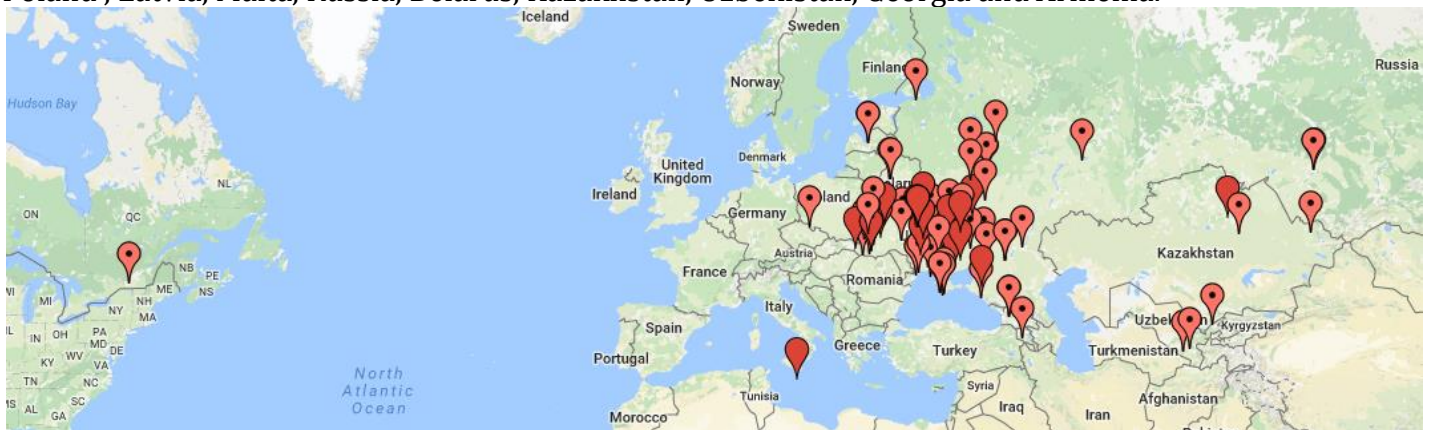 Poland , Latvia, Malta, Russia, Belarus, Kazakhstan, Uzbekistan, Georgia and Armenia.
Iceland
Sweden
Finland
Russia
Norway
Hudson Bay
Denmark
United
Kingdom
Ireland
NL
land
Germany
ON
QC
Austria
Kazakhstan
France
Romania
NB
PE
ME
NS
MI
NY
NH
MA
Italy
Spain
Greece
Turkey
Kyrgyzstan
Turkmenistan
IN
OH
PA
MD
DE
Portugal
KY
WV
VA
North
Atlantic
Ocean
TN
NC
Tunisia
Syria
Afghanistan
AL
SC
GA
Morocco
Iraq
Iran